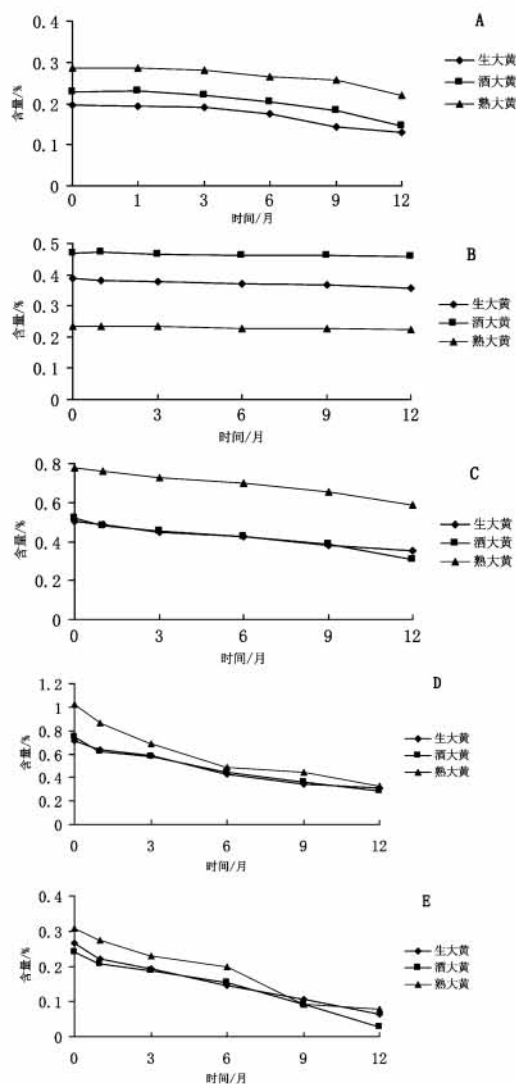 A
0.4
0.3
0.2
0.1
0
含量/%
0 1 3 6 9 12
时间/月
生大黄
酒大黄
熟大黄
B
0.5
0.4
0.3
0.2
0.1
0
含量/%
0 3 6 9 12
时间/月
生大黄
酒大黄
熟大黄
C
0.8
0.6
0.4
0.2
0
含量/%
0 3 6 9 12
时间/月
生大黄
酒大黄
熟大黄
D
1.2
1
0.8
0.6
0.4
0.2
0
含量/%
0 3 6 9 12
时间/月
生大黄
酒大黄
熟大黄
E
0.4
0.3
0.2
0.1
0
含量/%
0 3 6 9 12
时间/月
生大黄
酒大黄
熟大黄